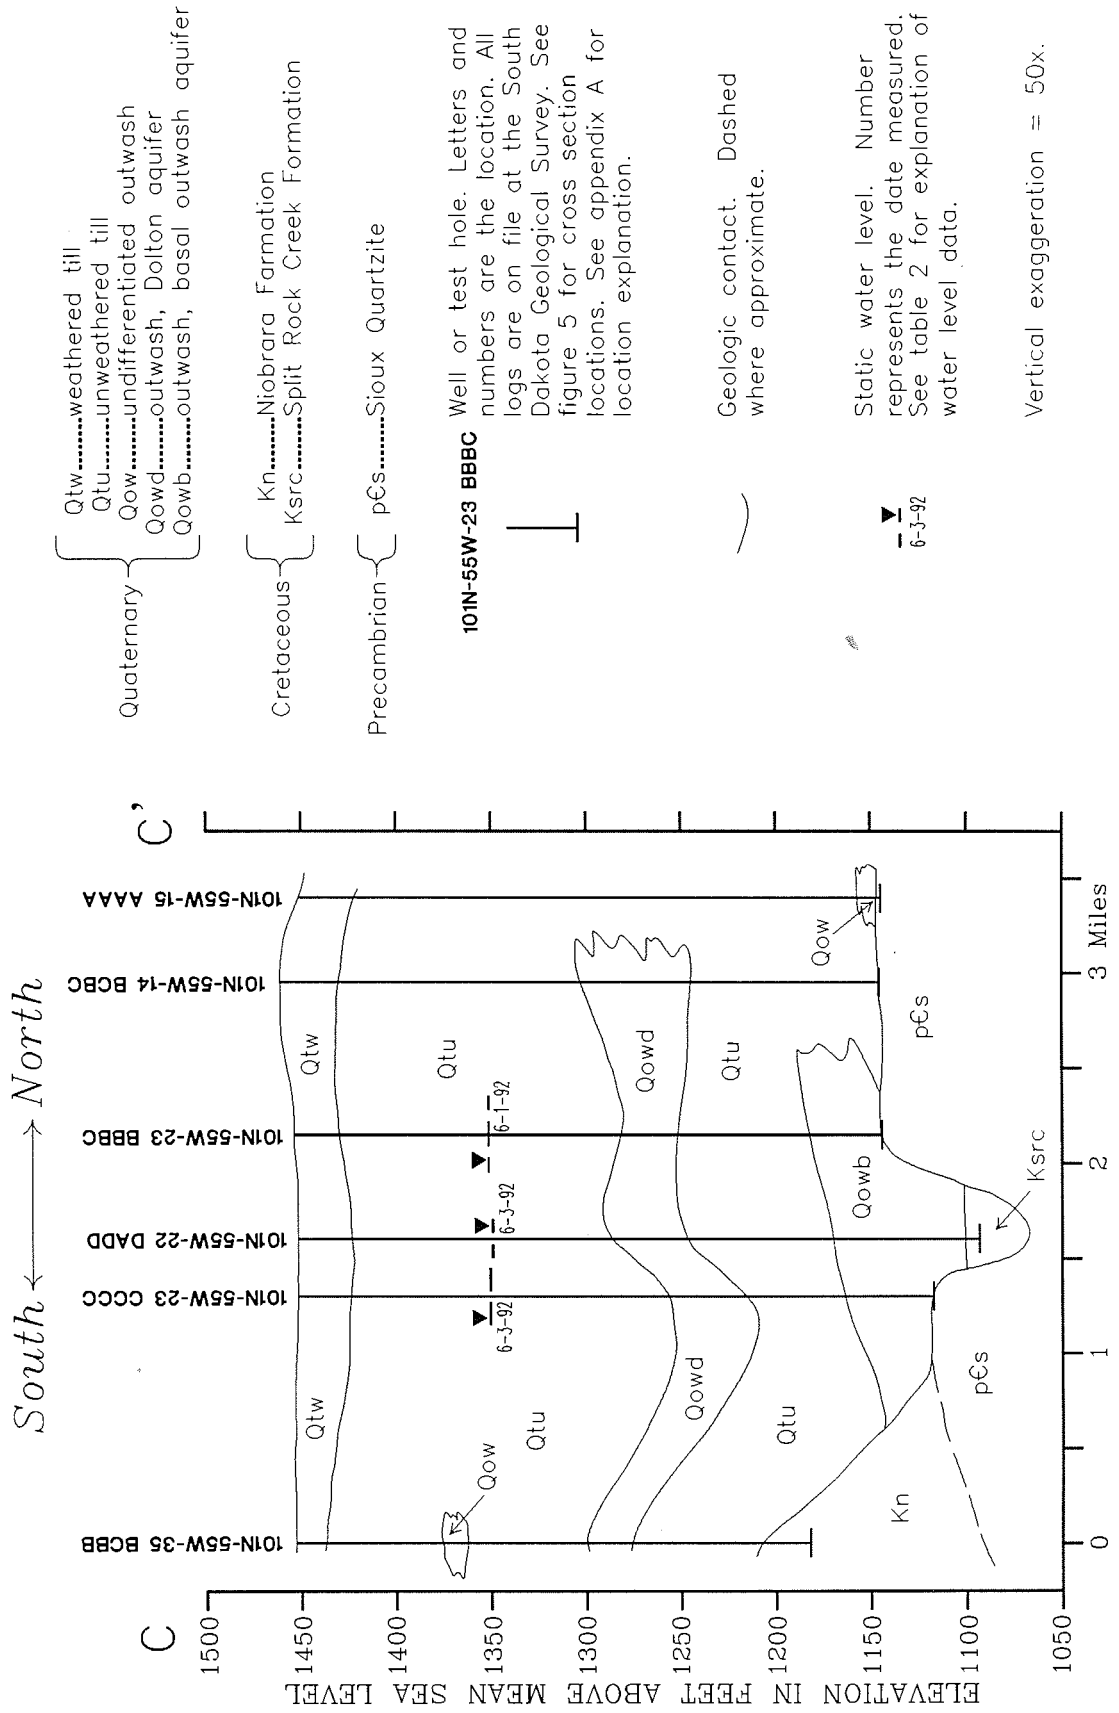 South ← → North
C
C'
101N-55W-35 BCBB
101N-55W-23 CCCC
101N-55W-22 DADD
101N-55W-23 BBBC
101N-55W-14 BCBC
101N-55W-15 AAAA
ELEVATION IN FEET ABOVE MEAN SEA LEVEL
1500
1450
1400
1350
1300
1250
1200
1150
1100
1050
Qtw
Qtw
Qow
Qtu
Qtu
6-3-92
6-3-92
6-1-92
Qowd
Qowd
Qtu
Qtu
Qowb
Qow
Kn
p€s
p€s
Ksrc
0
1
2
3 Miles
Quaternary
Qtw........weathered till
Qtu........unweathered till
Qow........undifferentiated outwash
Qowd........outwash, Dolton aquifer
Qowb........outwash, basal outwash aquifer
Cretaceous
Kn........Niobrara Farmation
Ksrc........Split Rock Creek Formation
Precambrian
p€s........Sioux Quartzite
101N-55W-23 BBBC
Well or test hole. Letters and
numbers are the location. All
logs are on file at the South
Dakota Geological Survey. See
figure 5 for cross section
locations. See appendix A for
location explanation.
Geologic contact. Dashed
where approximate.
6-3-92
Static water level. Number
represents the date measured.
See table 2 for explanation of
water level data.
Vertical exaggeration = 50x.